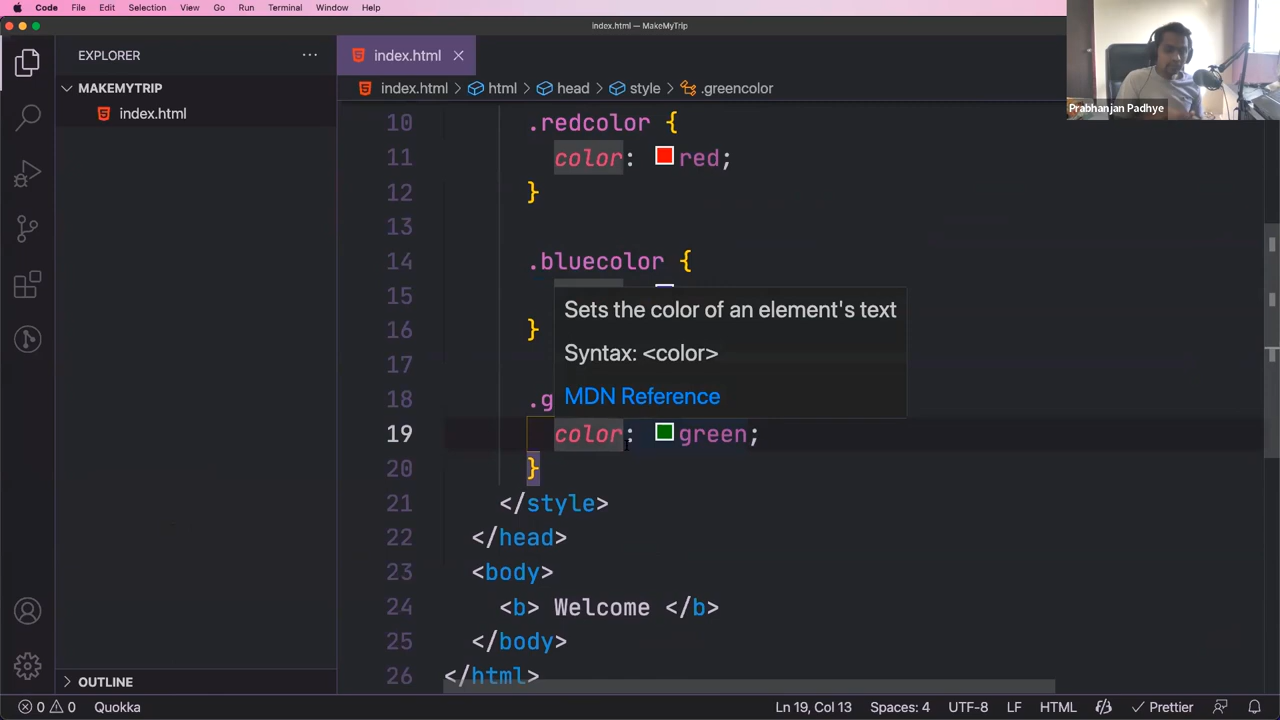 Code File Edit Selection View Go Run Terminal Window Help
index.html — MakeMyTrip
EXPLORER ···
index.html
MAKEMYTRIP
index.html
index.html > html > head > style > .greencolor
Prabhanjan Padhye
10 .redcolor {
11 color: red;
12 }
13
14 .bluecolor {
15
16 }
17
18 .g
19 color: green;
20 }
21 </style>
22 </head>
23 <body>
24 <b> Welcome </b>
25 </body>
26 </html>
Sets the color of an element's text
Syntax: <color>
MDN Reference
OUTLINE
0 0 Quokka
Ln 19, Col 13 Spaces: 4 UTF-8 LF HTML Prettier